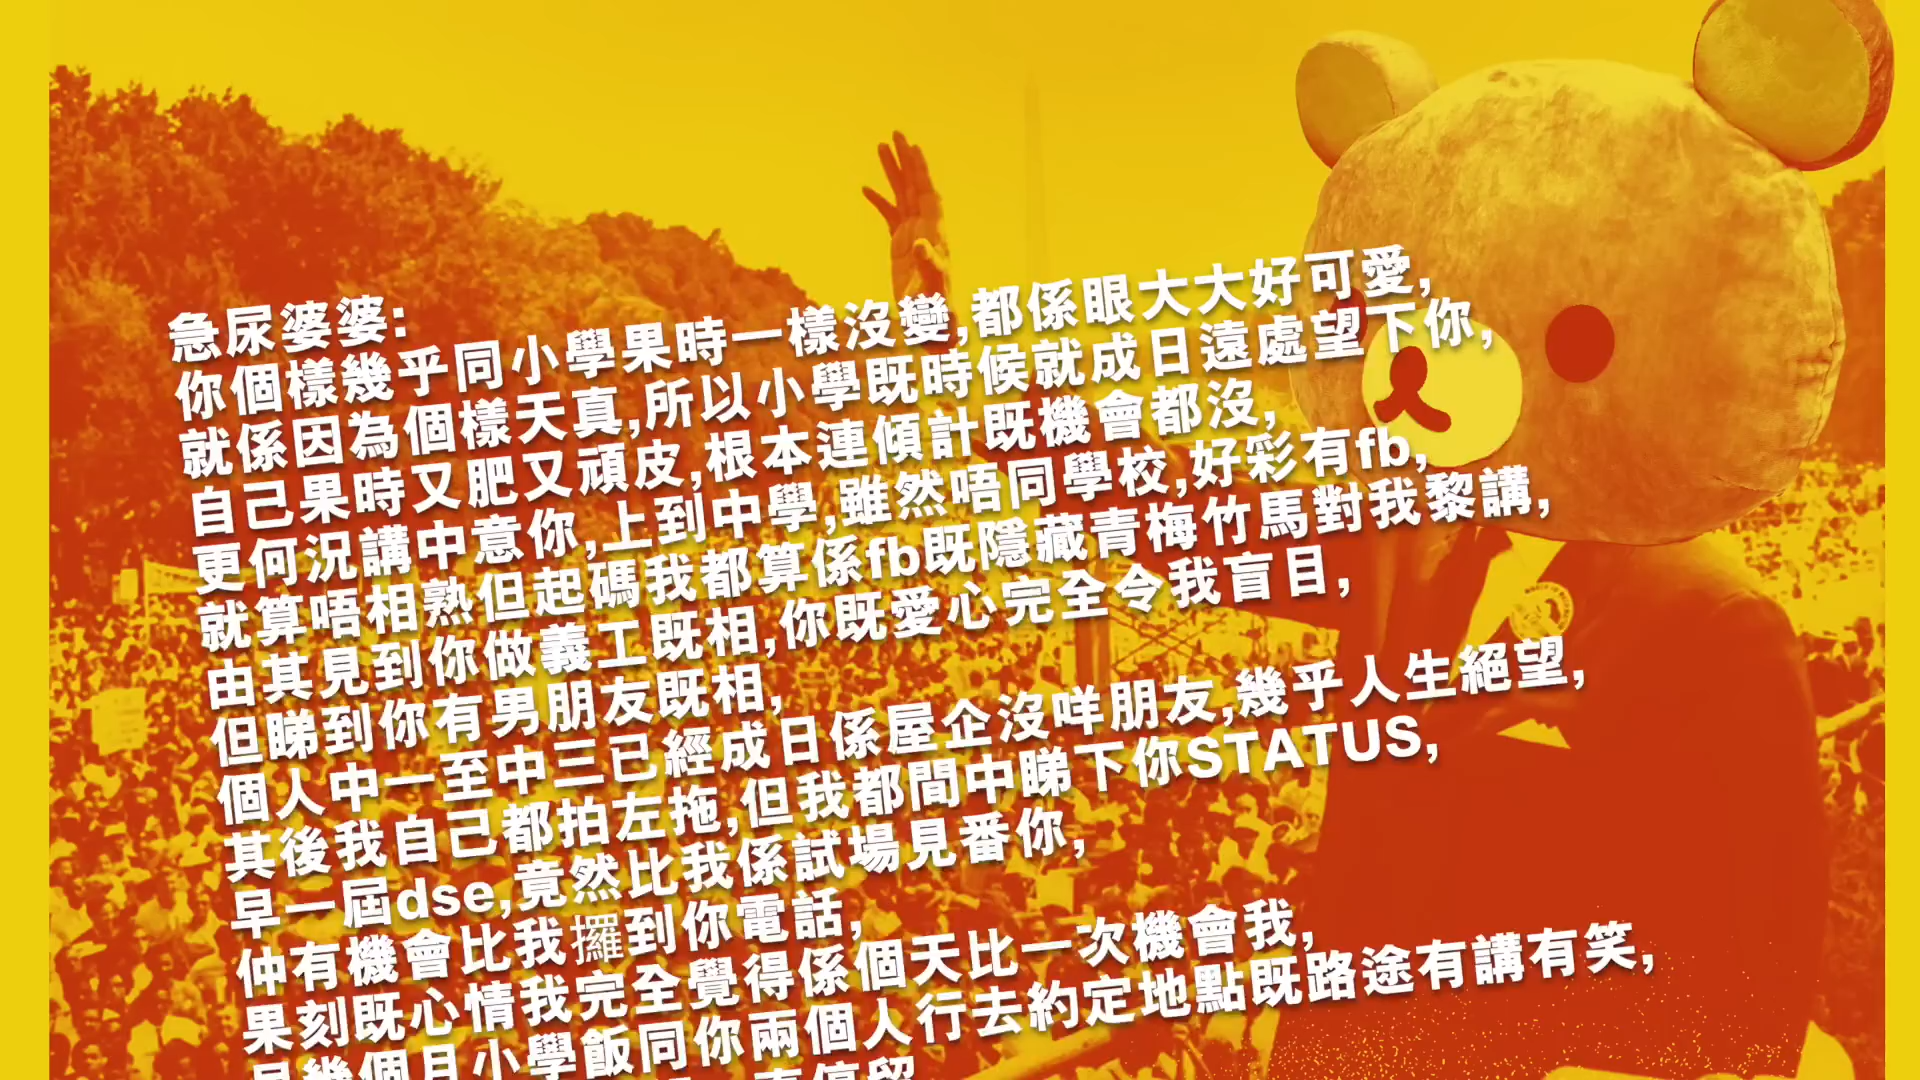 急尿婆婆:
你個樣幾乎同小學果時一樣沒變,都係眼大大好可愛,
就係因為個樣天真,所以小學既時候就成日遠處望下你,
自己果時又肥又頑皮,根本連傾計既機會都沒,
更何況講中意你,上到中學,雖然唔同學校,好彩有fb,
就算唔相熟但起碼我都算係fb既隱藏青梅竹馬對我黎講,
由其見到你做義工既相,你既愛心完全令我盲目,
但睇到你有男朋友既相,
個人中一至中三已經成日係屋企沒咩朋友,幾乎人生絕望,
其後我自己都拍左拖,但我都間中睇下你STATUS,
早一屆dse,竟然比我係試場見番你,
仲有機會比我攞到你電話,
果刻既心情我完全覺得係個天比一次機會我,
幾個月小學飯同你兩個人行去約定地點既路途有講有笑,